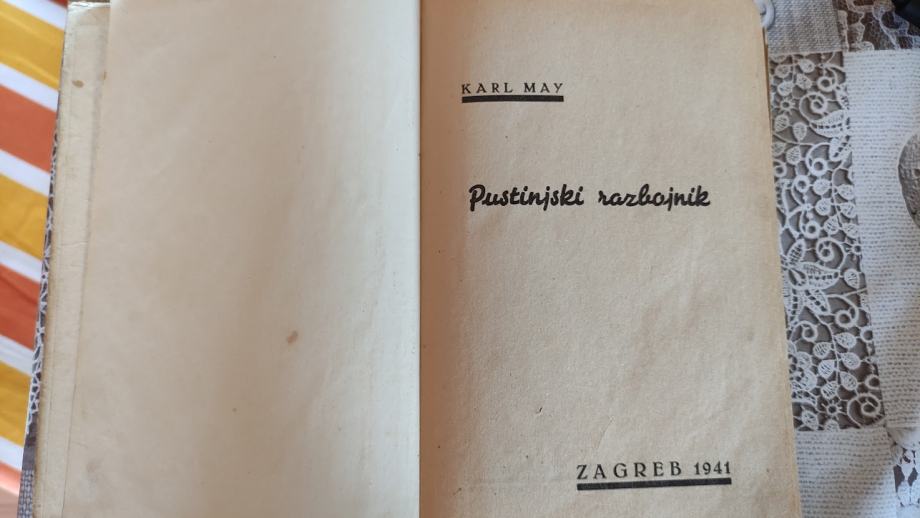 KARL MAY
Pustinjski razbojnik
ZAGREB 1941